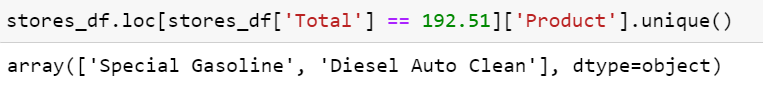 stores_df.loc[stores_df['Total'] == 192.51]['Product'].unique()
array(['Special Gasoline', 'Diesel Auto Clean'], dtype=object)